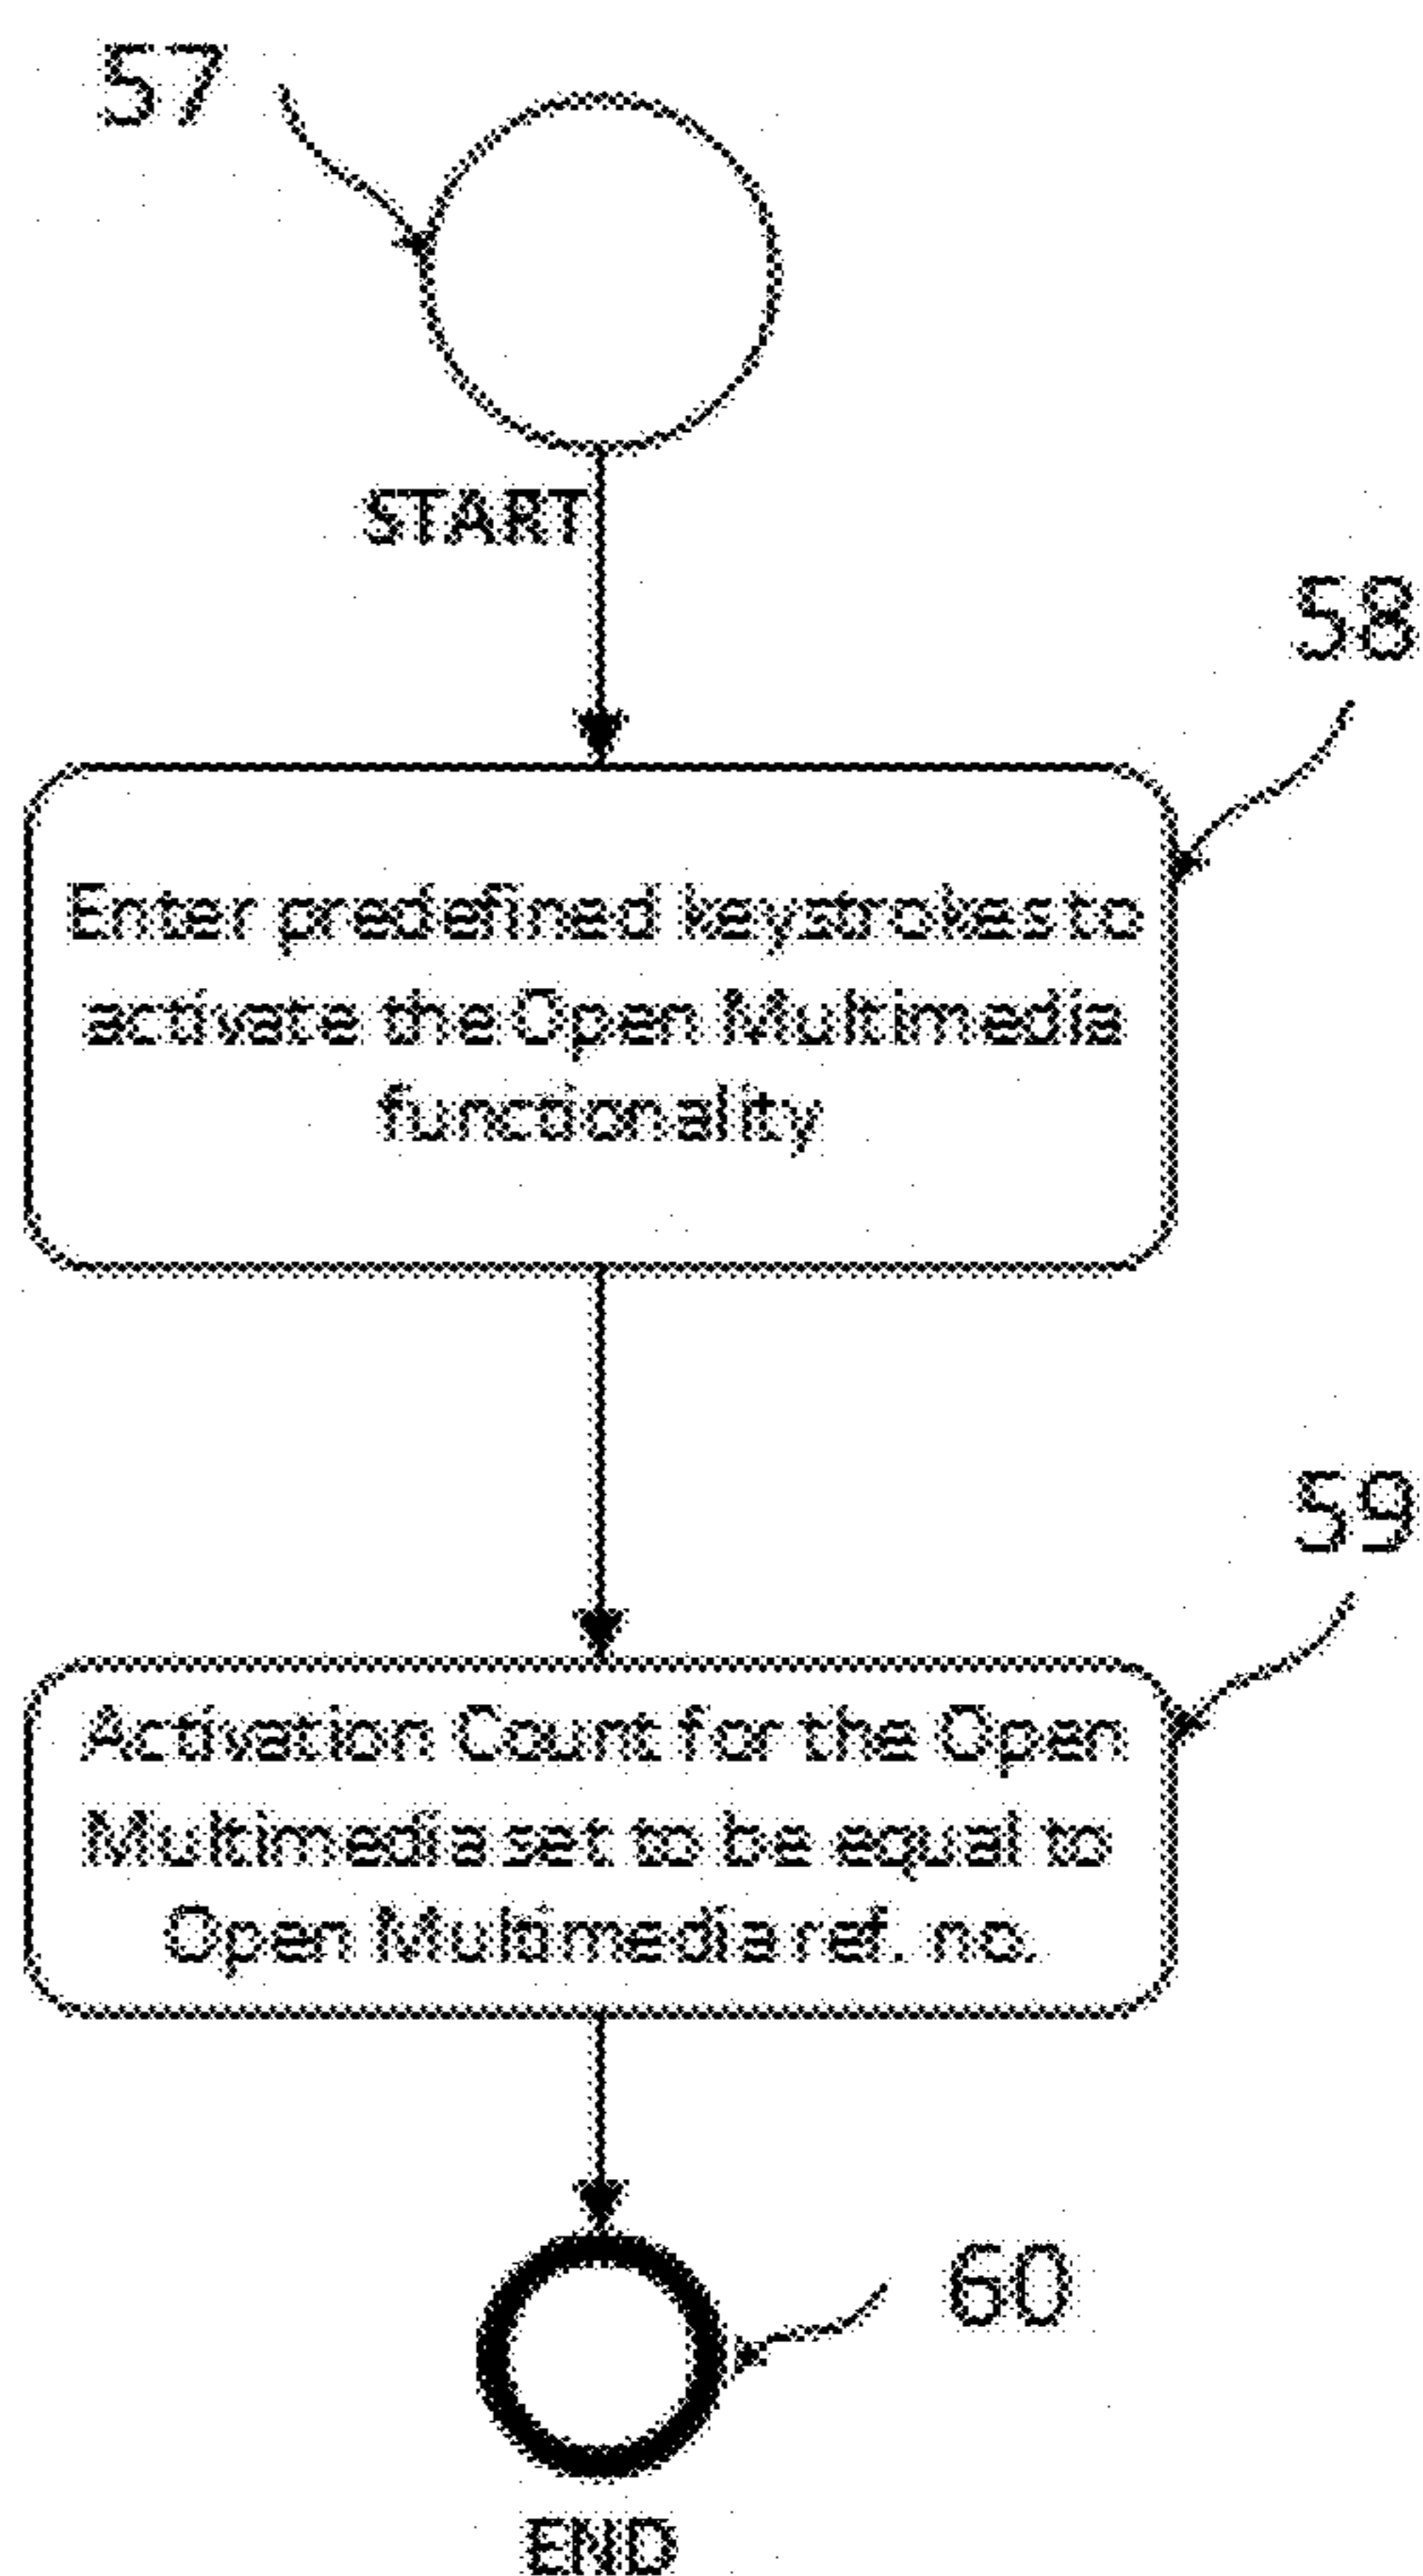 57
START
58
Enter predefined keystrokes to
activate the Open Multimedia
functionality
59
Activation Count for the Open
Multimedia set to be equal to
Open Multimedia ref. no.
60
END